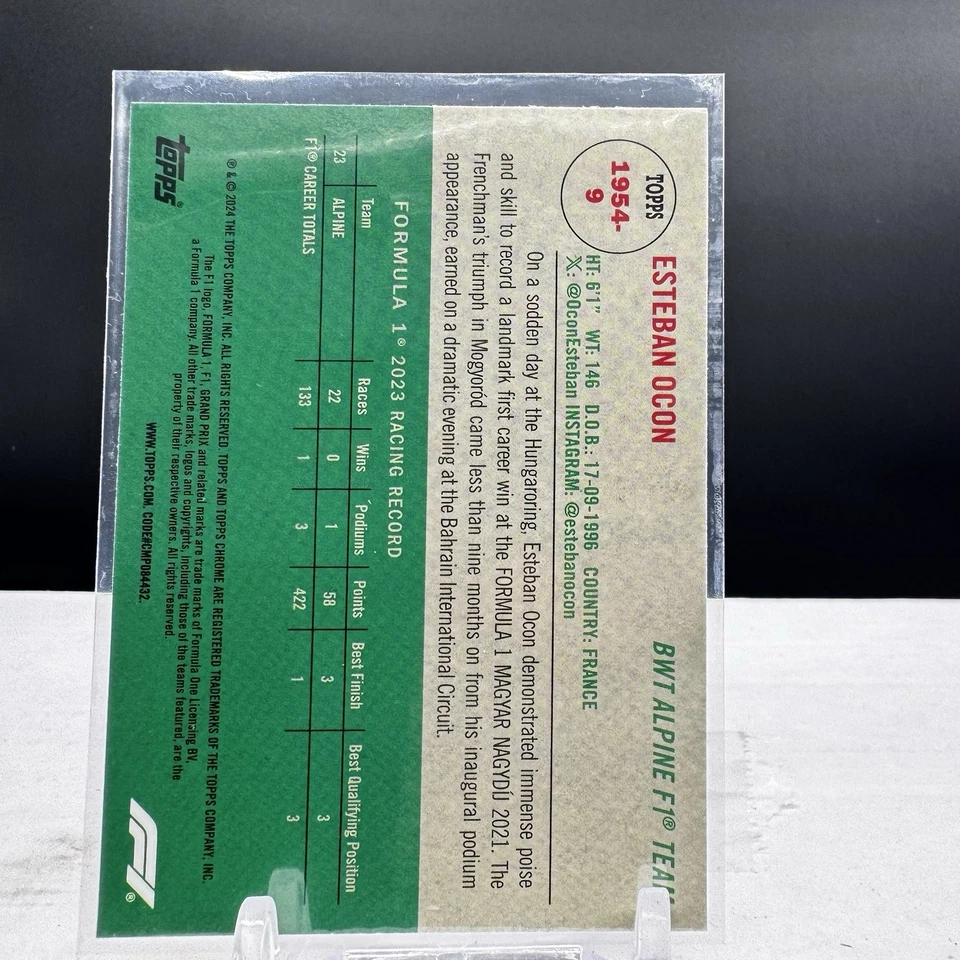 TOPPS
1954-
9
ESTEBAN OCON
BWT ALPINE F1® TEAM
HT: 6'1" WT: 146 D.O.B.: 17-09-1996 COUNTRY: FRANCE
X: @OconEsteban INSTAGRAM: @estebanocon
On a sodden day at the Hungaroring, Esteban Ocon demonstrated immense poise
and skill to record a landmark first career win at the FORMULA 1 MAGYAR NAGYDÍJ 2021. The
Frenchman's triumph in Mogyoród came less than nine months on from his inaugural podium
appearance, earned on a dramatic evening at the Bahrain International Circuit.
FORMULA 1® 2023 RACING RECORD
Team Races Wins Podiums Points Best Finish Best Qualifying Position
23 ALPINE 22 0 1 58 3 3
F1® CAREER TOTALS 133 1 3 422 1 3
® & © 2024 THE TOPPS COMPANY, INC. ALL RIGHTS RESERVED. TOPPS AND TOPPS CHROME ARE REGISTERED TRADEMARKS OF THE TOPPS COMPANY, INC.
The F1 logo, FORMULA 1, F1, GRAND PRIX and related marks are trade marks of Formula One Licensing BV,
a Formula 1 company. All other trade marks, logos and copyrights, including those of the teams featured, are the
property of their respective owners. All rights reserved.
WWW.TOPPS.COM. CODE#CMP084432.
topps®
F1®